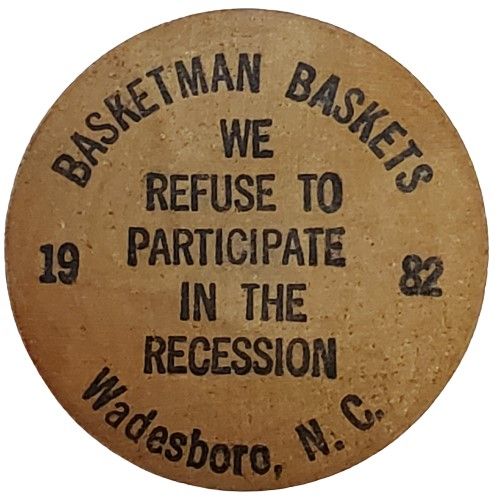 BASKETMAN BASKETS
WE
REFUSE TO
PARTICIPATE
19 82
IN THE
RECESSION
Wadesboro, N. C.